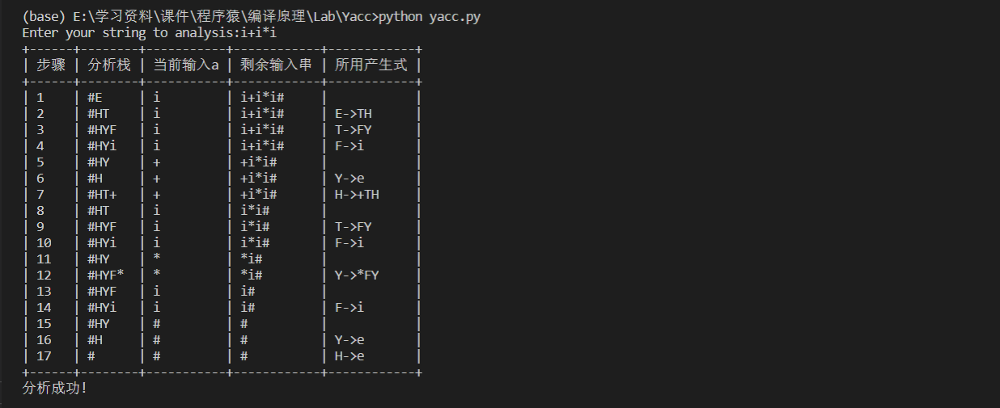 (base) E:\学习资料\课件\程序猿\编译原理\Lab\Yacc>python yacc.py
Enter your string to analysis:i+i*i
+------+--------+-----------+------------+------------+
| 步骤 | 分析栈 | 当前输入a | 剩余输入串 | 所用产生式 |
+------+--------+-----------+------------+------------+
| 1    | #E     | i         | i+i*i#     |            |
| 2    | #HT    | i         | i+i*i#     | E->TH      |
| 3    | #HYF   | i         | i+i*i#     | T->FY      |
| 4    | #HYi   | i         | i+i*i#     | F->i       |
| 5    | #HY    | +         | +i*i#      |            |
| 6    | #H     | +         | +i*i#      | Y->e       |
| 7    | #HT+   | +         | +i*i#      | H->+TH     |
| 8    | #HT    | i         | i*i#       |            |
| 9    | #HYF   | i         | i*i#       | T->FY      |
| 10   | #HYi   | i         | i*i#       | F->i       |
| 11   | #HY    | *         | *i#        |            |
| 12   | #HYF*  | *         | *i#        | Y->*FY     |
| 13   | #HYF   | i         | i#         |            |
| 14   | #HYi   | i         | i#         | F->i       |
| 15   | #HY    | #         | #          |            |
| 16   | #H     | #         | #          | Y->e       |
| 17   | #      | #         | #          | H->e       |
+------+--------+-----------+------------+------------+
分析成功!